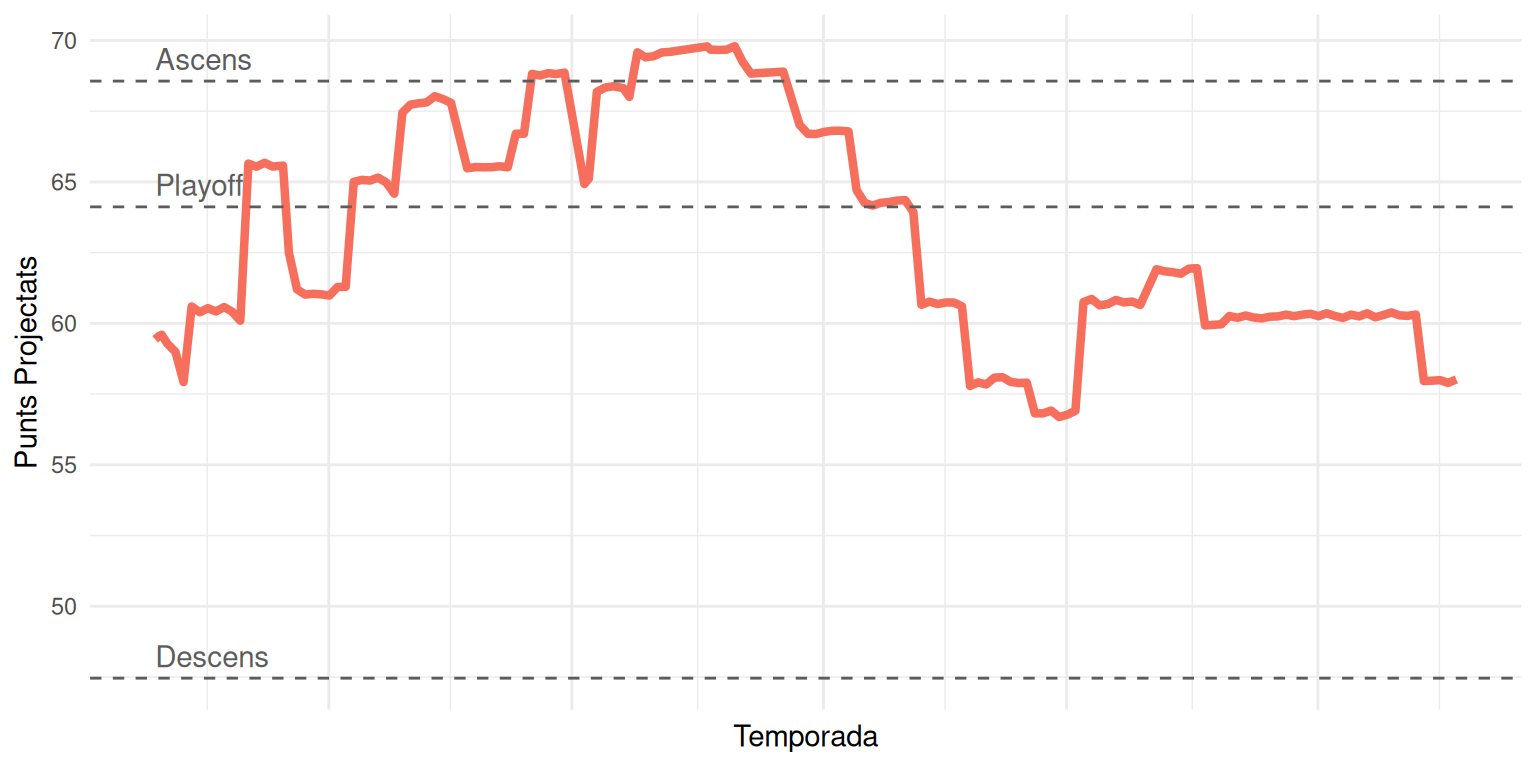 70
Ascens
Playoff
65
60
Punts Projectats
55
50
Descens
Temporada